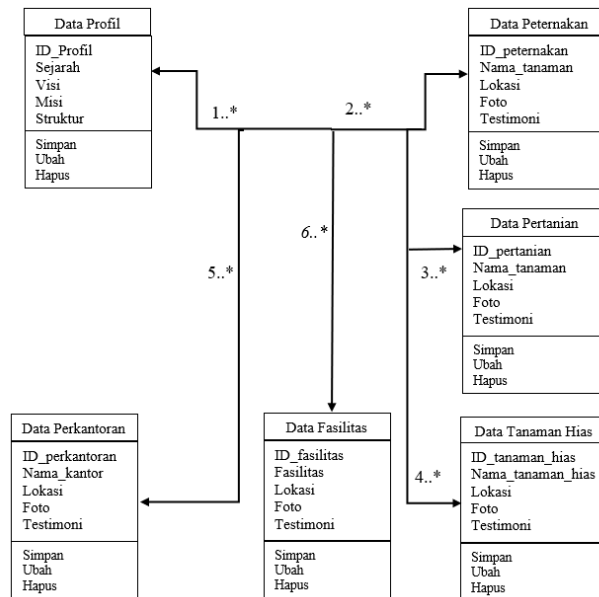 Data Profil
ID_Profil
Sejarah
Visi
Misi
Struktur
Simpan
Ubah
Hapus
1..*
2..*
Data Peternakan
ID_peternakan
Nama_tanaman
Lokasi
Foto
Testimoni
Simpan
Ubah
Hapus
5..*
6..*
3..*
Data Pertanian
ID_pertanian
Nama_tanaman
Lokasi
Foto
Testimoni
Simpan
Ubah
Hapus
Data Perkantoran
ID_perkantoran
Nama_kantor
Lokasi
Foto
Testimoni
Simpan
Ubah
Hapus
Data Fasilitas
ID_fasilitas
Fasilitas
Lokasi
Foto
Testimoni
Simpan
Ubah
Hapus
4..*
Data Tanaman Hias
ID_tanaman_hias
Nama_tanaman_hias
Lokasi
Foto
Testimoni
Simpan
Ubah
Hapus